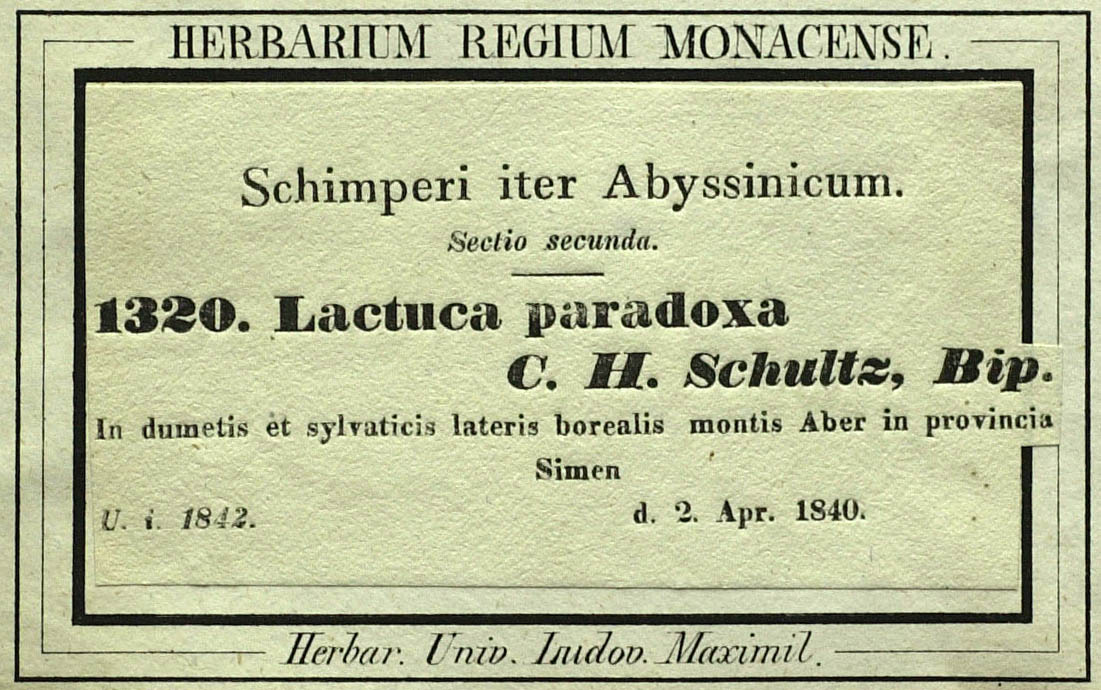 HERBARIUM REGIUM MONACENSE.
Schimperi iter Abyssinicum.
Sectio secunda.
1320. Lactuca paradoxa
C. H. Schultz, Bip.
In dumetis et sylvaticis lateris borealis montis Aber in provincia
Simen
U. i. 1842. d. 2. Apr. 1840.
Herbar. Univ. Ludov. Maximil.